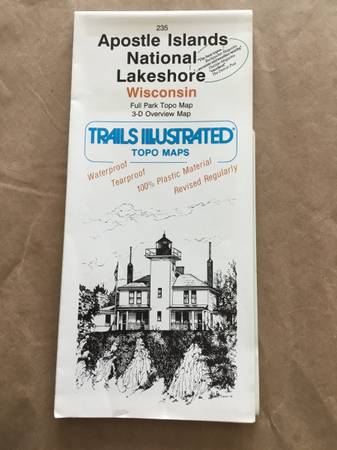 235
Apostle Islands
National
Lakeshore
Wisconsin
Full Park Topo Map
3-D Overview Map
TRAILS ILLUSTRATED®
TOPO MAPS
Waterproof
Tearproof
100% Plastic Material
Revised Regularly